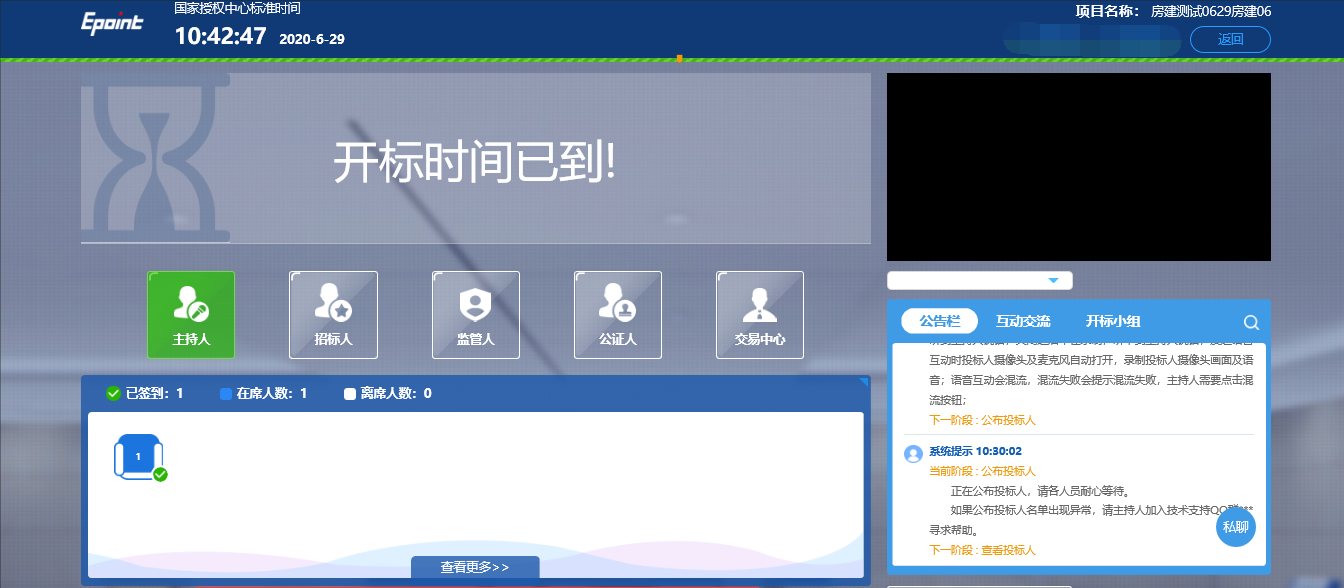 Epoint
国家授权中心标准时间
10:42:47 2020-6-29
项目名称： 房建测试0629房建06
返回
开标时间已到!
主持人
招标人
监管人
公证人
交易中心
已签到：1 在席人数：1 离席人数：0
1
查看更多>>
公告栏 互动交流 开标小组
互动时投标人摄像头及麦克风自动打开，录制投标人摄像头画面及语
音；语音互动会混流，混流失败会提示混流失败，主持人需要点击混
流按钮；
下一阶段 : 公布投标人
系统提示 10:30:02
当前阶段 : 公布投标人
正在公布投标人，请各人员耐心等待。
如果公布投标人名单出现异常，请主持人加入技术支持QQ群***
寻求帮助。
下一阶段 : 查看投标人
私聊